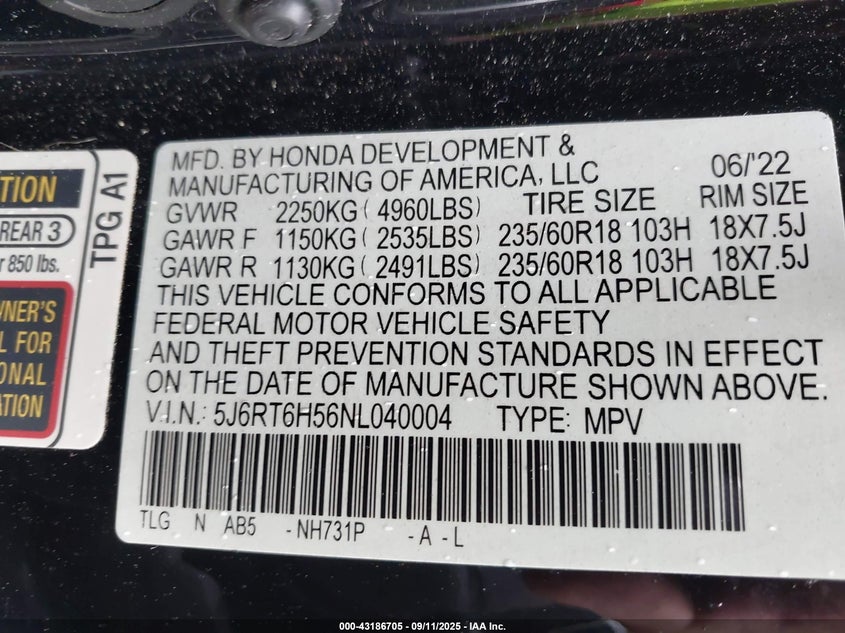 TION
REAR 3
r 850 lbs.
WNER'S
L FOR
ONAL
ATION
TPG A1
MFD. BY HONDA DEVELOPMENT &
MANUFACTURING OF AMERICA, LLC 06/'22
GVWR 2250KG ( 4960LBS) TIRE SIZE RIM SIZE
GAWR F 1150KG ( 2535LBS) 235/60R18 103H 18X7.5J
GAWR R 1130KG ( 2491LBS) 235/60R18 103H 18X7.5J
THIS VEHICLE CONFORMS TO ALL APPLICABLE
FEDERAL MOTOR VEHICLE SAFETY
AND THEFT PREVENTION STANDARDS IN EFFECT
ON THE DATE OF MANUFACTURE SHOWN ABOVE.
V.I.N.: 5J6RT6H56NL040004 TYPE: MPV
TLG N AB5 -NH731P -A-L
000-43186705 - 09/11/2025 - IAA Inc.